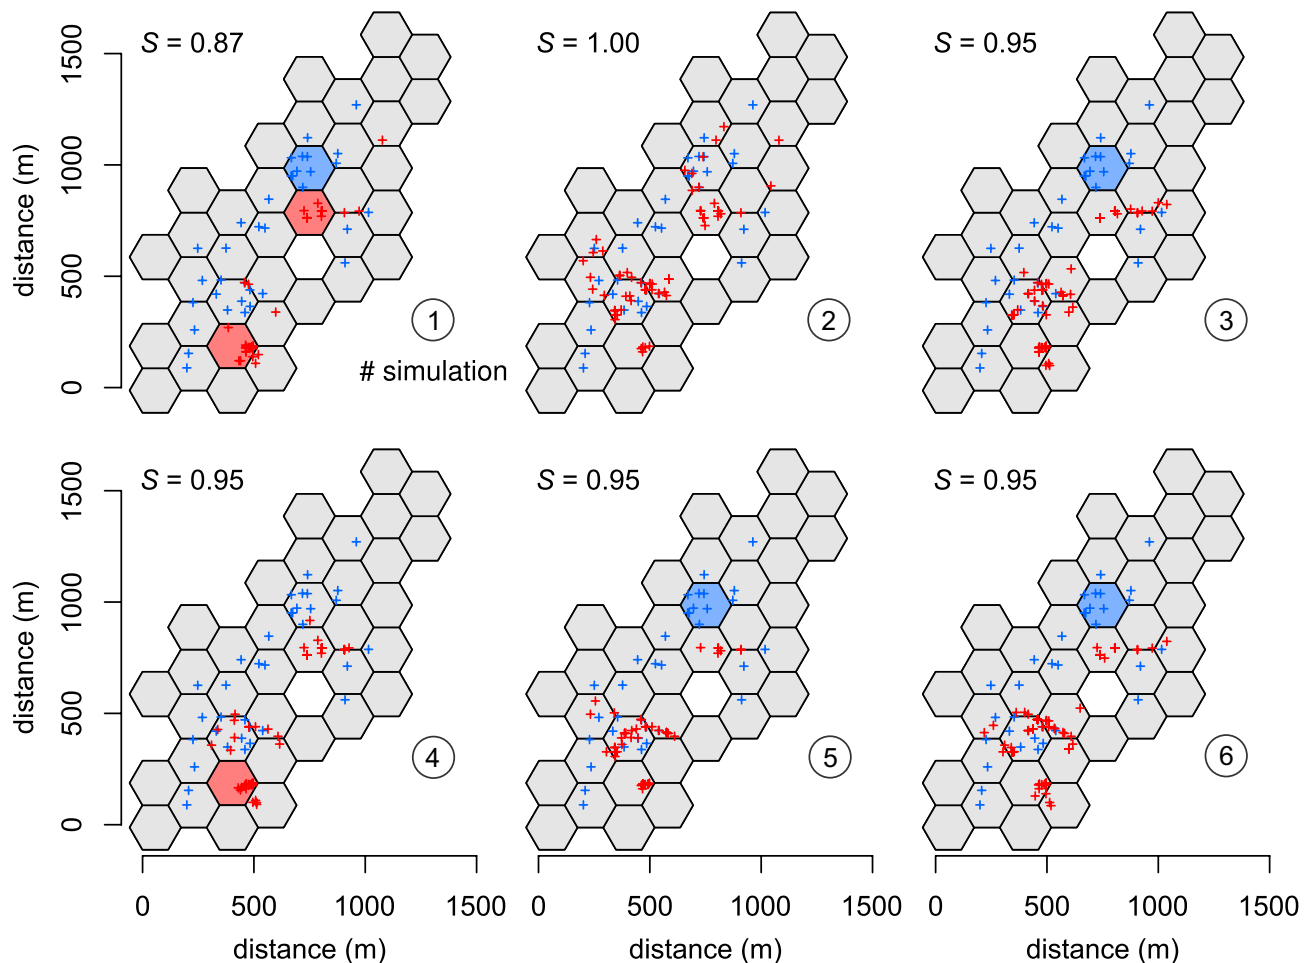 S = 0.87
S = 1.00
S = 0.95
1500
1000
500
0
distance (m)
1
2
3
# simulation
S = 0.95
S = 0.95
S = 0.95
1500
1000
500
0
distance (m)
4
5
6
0 500 1000 1500
0 500 1000 1500
0 500 1000 1500
distance (m)
distance (m)
distance (m)